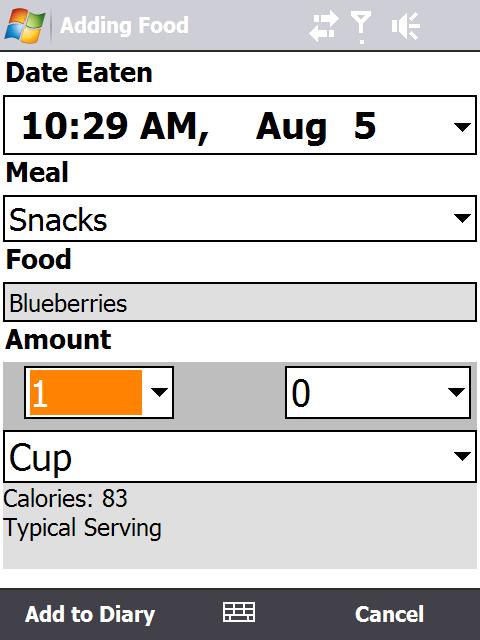 Adding Food
Date Eaten
10:29 AM, Aug 5
Meal
Snacks
Food
Blueberries
Amount
1 0
Cup
Calories: 83
Typical Serving
Add to Diary Cancel